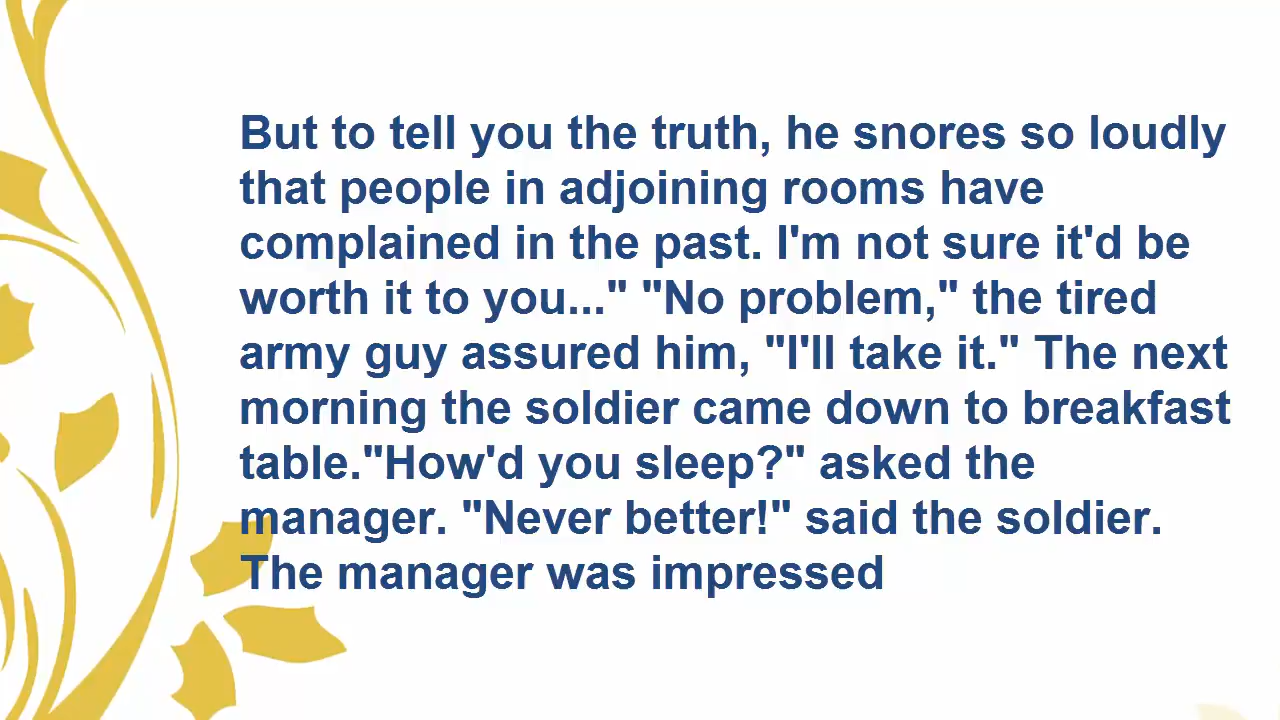 But to tell you the truth, he snores so loudly
that people in adjoining rooms have
complained in the past. I'm not sure it'd be
worth it to you..." "No problem," the tired
army guy assured him, "I'll take it." The next
morning the soldier came down to breakfast
table."How'd you sleep?" asked the
manager. "Never better!" said the soldier.
The manager was impressed